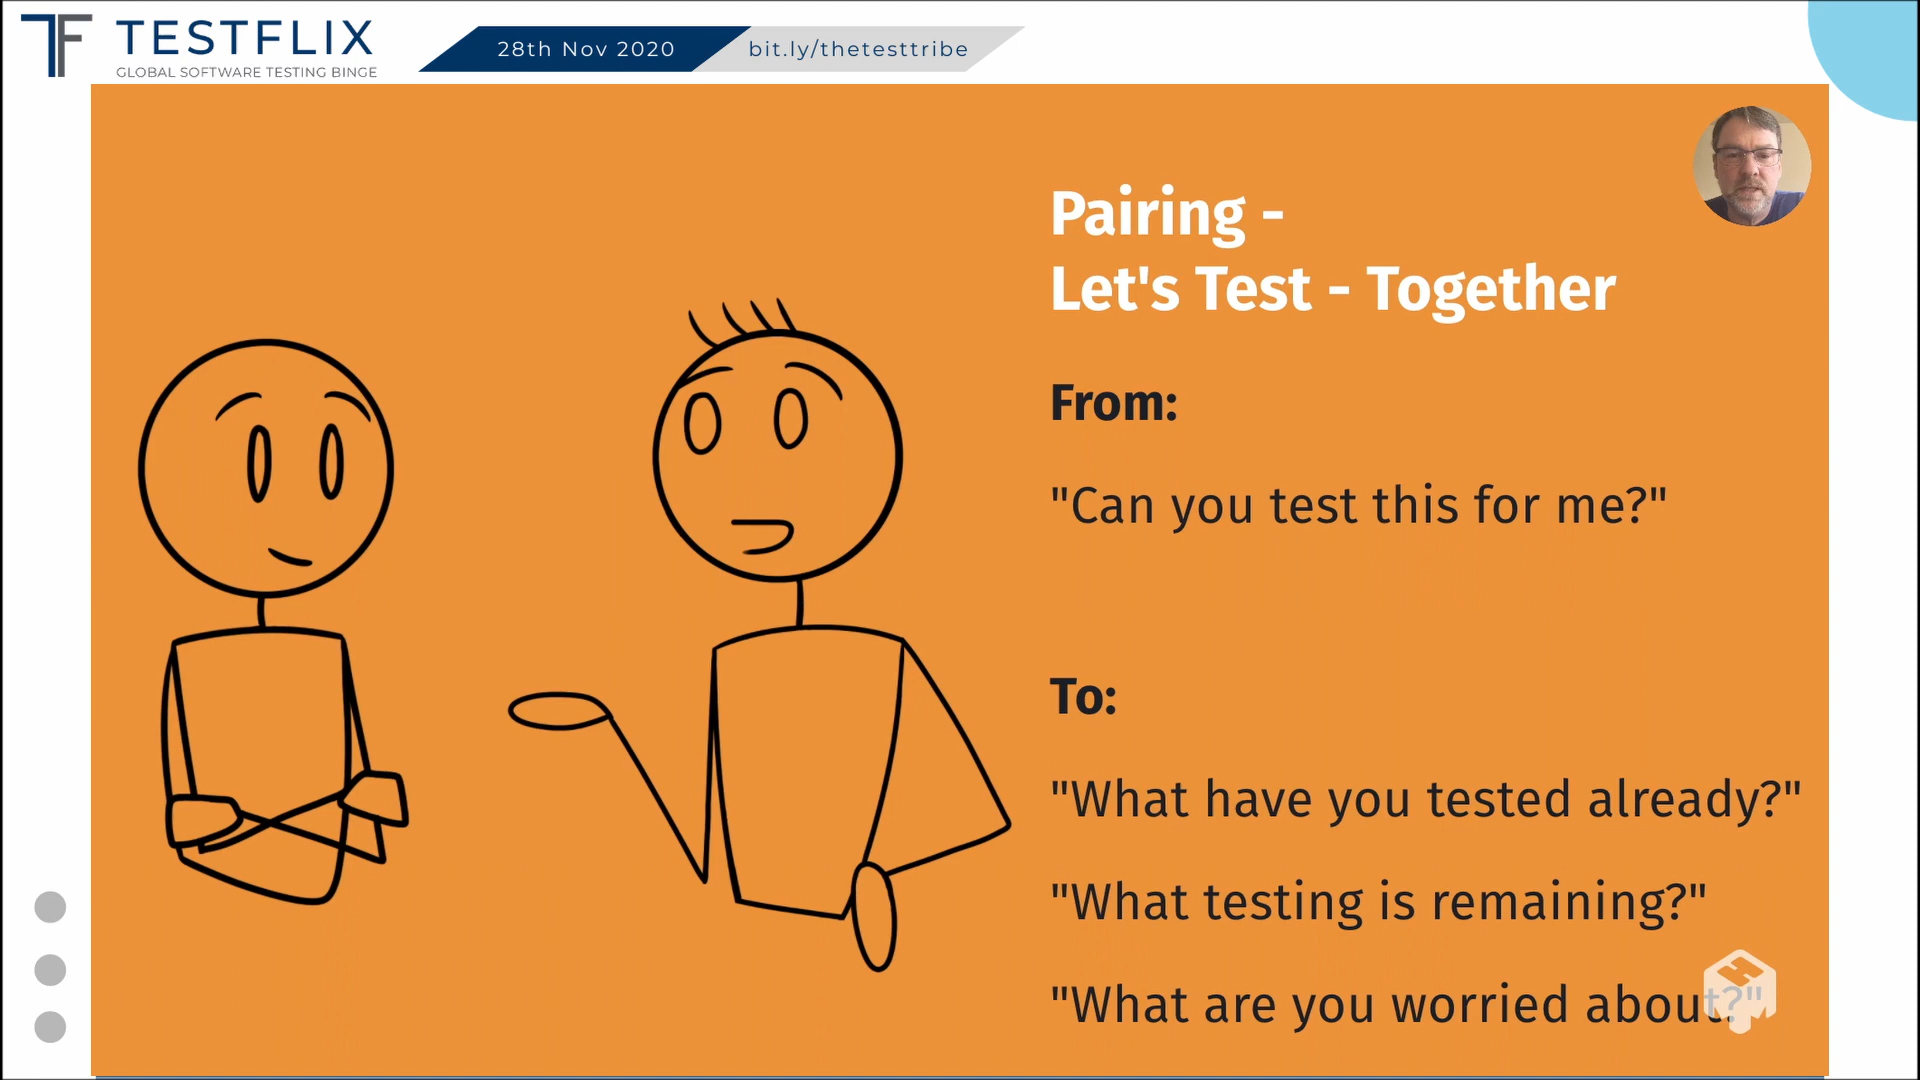 TF TESTFLIX
GLOBAL SOFTWARE TESTING BINGE
28th Nov 2020
bit.ly/thetesttribe
Pairing -
Let's Test - Together
From:
"Can you test this for me?"
To:
"What have you tested already?"
"What testing is remaining?"
"What are you worried about?"